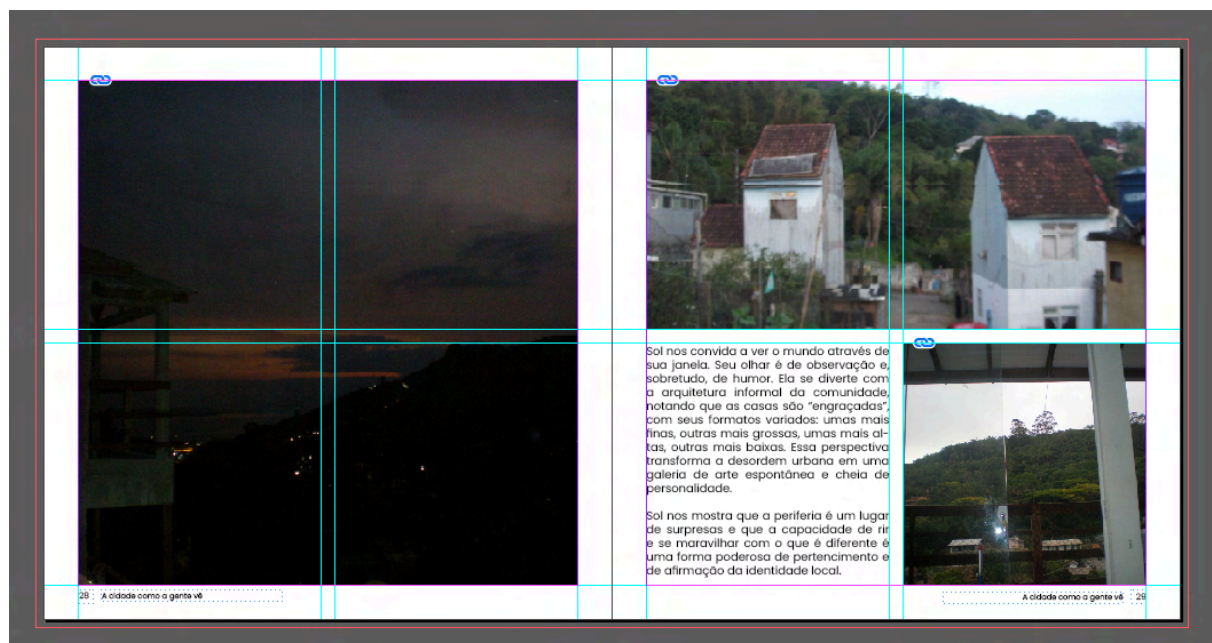 Sol nos convida a ver o mundo através de
sua janela. Seu olhar é de observação e,
sobretudo, de humor. Ela se diverte com
a arquitetura informal da comunidade,
notando que as casas são “engraçadas”,
com seus formatos variados: umas mais
finas, outras mais grossas, umas mais al-
tas, outras mais baixas. Essa perspectiva
transforma a desordem urbana em uma
galeria de arte espontânea e cheia de
personalidade.
Sol nos mostra que a periferia é um lugar
de surpresas e que a capacidade de rir
e se maravilhar com o que é diferente é
uma forma poderosa de pertencimento e
de afirmação da identidade local.
28 A cidade como a gente vê
A cidade como a gente vê 29